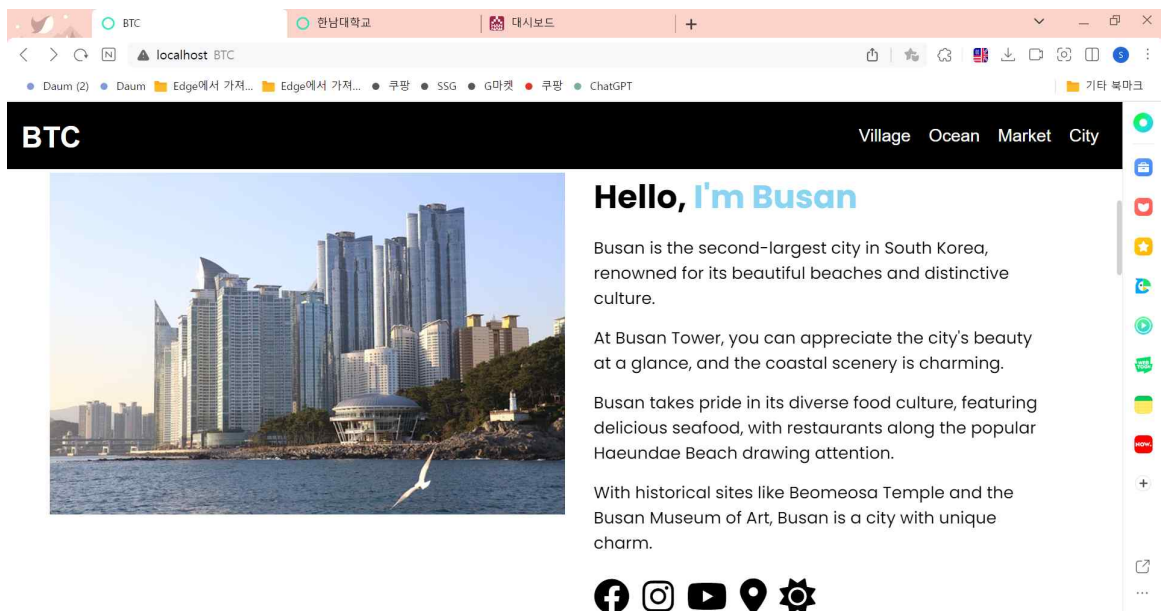 BTC
한남대학교
대시보드
localhost BTC
Daum (2) Daum Edge에서 가져... Edge에서 가져... 쿠팡 SSG G마켓 쿠팡 ChatGPT 기타 북마크
BTC Village Ocean Market City
Hello, I'm Busan
Busan is the second-largest city in South Korea,
renowned for its beautiful beaches and distinctive
culture.
At Busan Tower, you can appreciate the city's beauty
at a glance, and the coastal scenery is charming.
Busan takes pride in its diverse food culture, featuring
delicious seafood, with restaurants along the popular
Haeundae Beach drawing attention.
With historical sites like Beomeosa Temple and the
Busan Museum of Art, Busan is a city with unique
charm.
S
N
NOW.